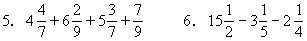 5. 4 4/7 + 6 2/9 + 5 3/7 + 7/9 6. 15 1/2 − 3 1/5 − 2 1/4